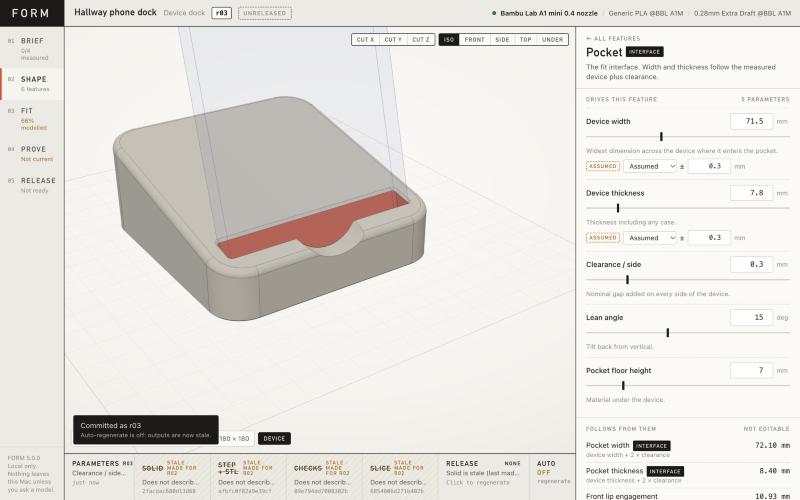 FORM
Hallway phone dock Device dock r03 UNRELEASED
Bambu Lab A1 mini 0.4 nozzle / Generic PLA @BBL A1M / 0.28mm Extra Draft @BBL A1M
01 BRIEF
0/4
measured
02 SHAPE
6 features
03 FIT
66%
modelled
04 PROVE
Not current
05 RELEASE
Not ready
FORM 5.0.0
Local only.
Nothing leaves
this Mac unless
you ask a model.
CUT X CUT Y CUT Z
ISO FRONT SIDE TOP UNDER
Committed as r03
Auto-regenerate is off: outputs are now stale.
180 × 180
DEVICE
PARAMETERS R03
Clearance / side…
just now
SOLID STALE · MADE FOR R02
Does not describ…
2facdac680d13d68
STEP + STL STALE · MADE FOR R02
Does not describ…
CHECKS STALE · MADE FOR R02
Does not describ…
SLICE STALE · MADE FOR R02
Does not describ…
RELEASE NONE
Solid is stale (last mad…
Click to regenerate
AUTO
OFF
regenerate
← ALL FEATURES
Pocket INTERFACE
The fit interface. Width and thickness follow the measured
device plus clearance.
DRIVES THIS FEATURE 5 PARAMETERS
Device width 71.5 mm
Widest dimension across the device where it enters the pocket.
ASSUMED Assumed ± 0.3 mm
Device thickness 7.8 mm
Thickness including any case.
ASSUMED Assumed ± 0.3 mm
Clearance / side 0.3 mm
Nominal gap added on every side of the device.
Lean angle 15 deg
Tilt back from vertical.
Pocket floor height 7 mm
Material under the device.
FOLLOWS FROM THEM NOT EDITABLE
Pocket width INTERFACE 72.10 mm
device width + 2 × clearance
Pocket thickness INTERFACE 8.40 mm
device thickness + 2 × clearance
Front lip engagement 10.93 mm